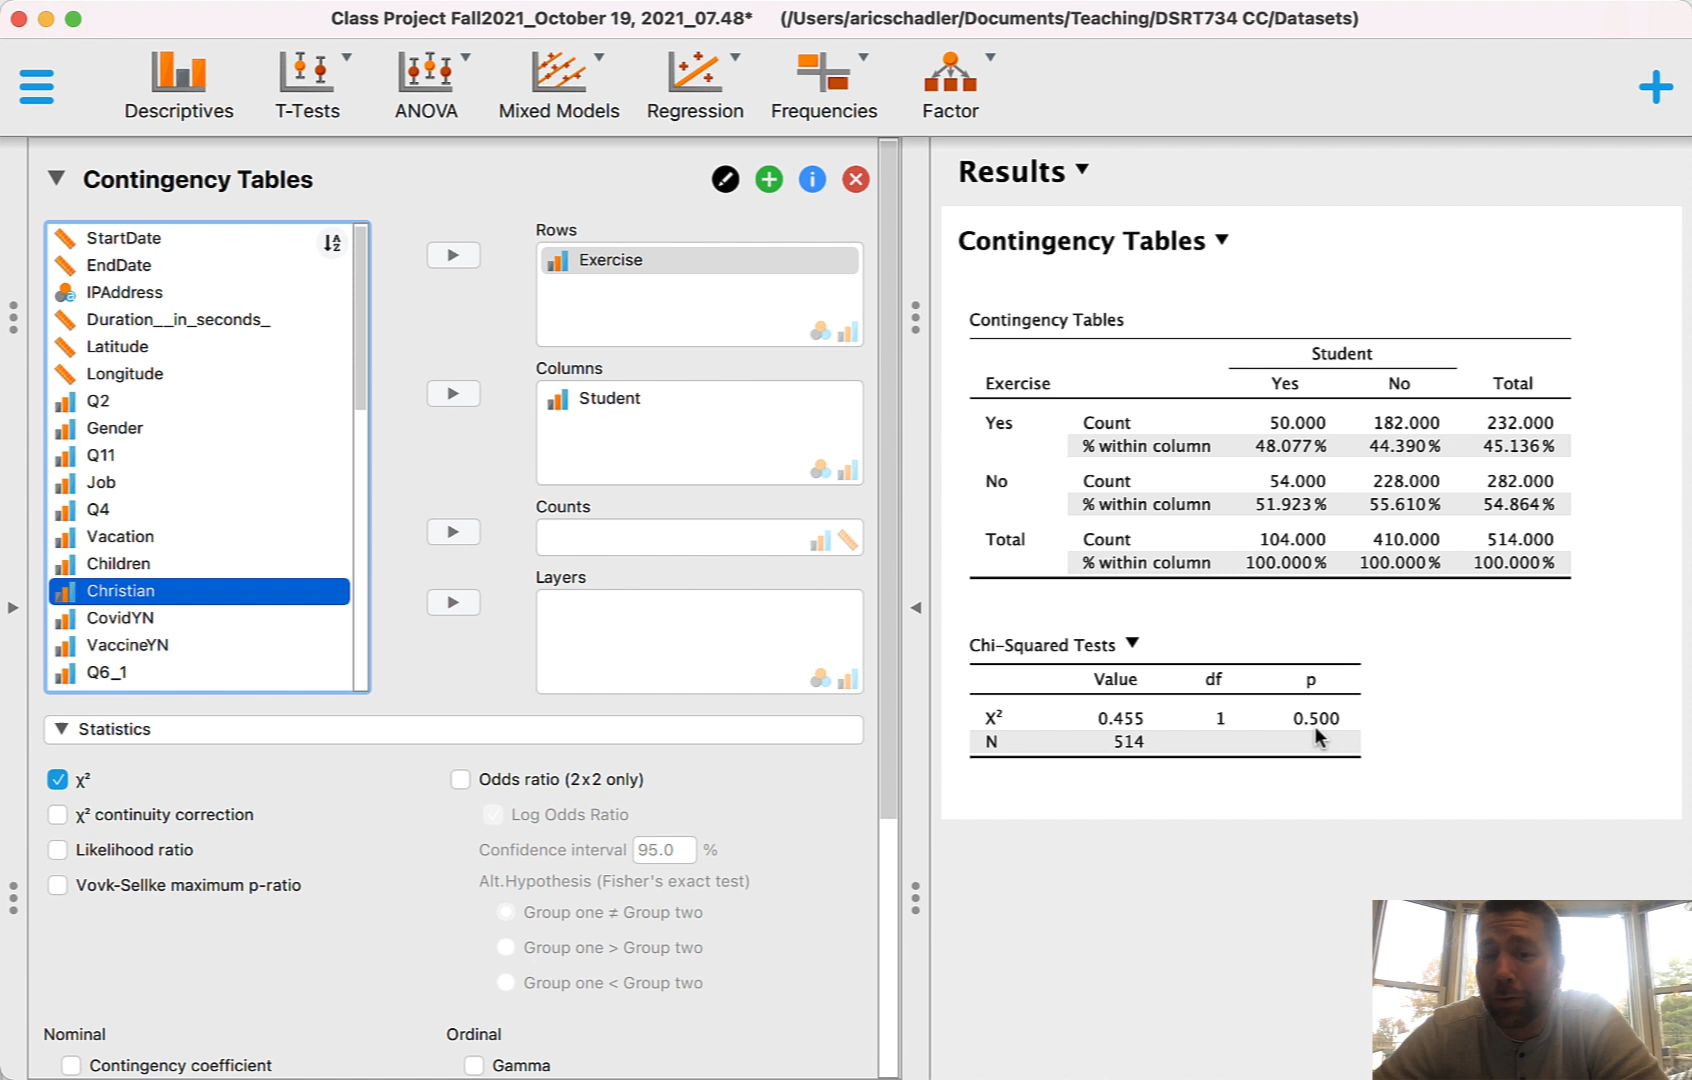 Class Project Fall2021_October 19, 2021_07.48* (/Users/aricschadler/Documents/Teaching/DSRT734 CC/Datasets)
Descriptives T-Tests ANOVA Mixed Models Regression Frequencies Factor
Contingency Tables
StartDate
EndDate
IPAddress
Duration__in_seconds_
Latitude
Longitude
Q2
Gender
Q11
Job
Q4
Vacation
Children
Christian
CovidYN
VaccineYN
Q6_1
Rows
Exercise
Columns
Student
Counts
Layers
Statistics
χ²
χ² continuity correction
Likelihood ratio
Vovk-Sellke maximum p-ratio
Odds ratio (2x2 only)
Log Odds Ratio
Confidence interval 95.0 %
Alt.Hypothesis (Fisher's exact test)
Group one ≠ Group two
Group one > Group two
Group one < Group two
Nominal
Contingency coefficient
Ordinal
Gamma
Results
Contingency Tables
Contingency Tables
Student
Exercise Yes No Total
Yes Count 50.000 182.000 232.000
% within column 48.077% 44.390% 45.136%
No Count 54.000 228.000 282.000
% within column 51.923% 55.610% 54.864%
Total Count 104.000 410.000 514.000
% within column 100.000% 100.000% 100.000%
Chi-Squared Tests
Value df p
X² 0.455 1 0.500
N 514